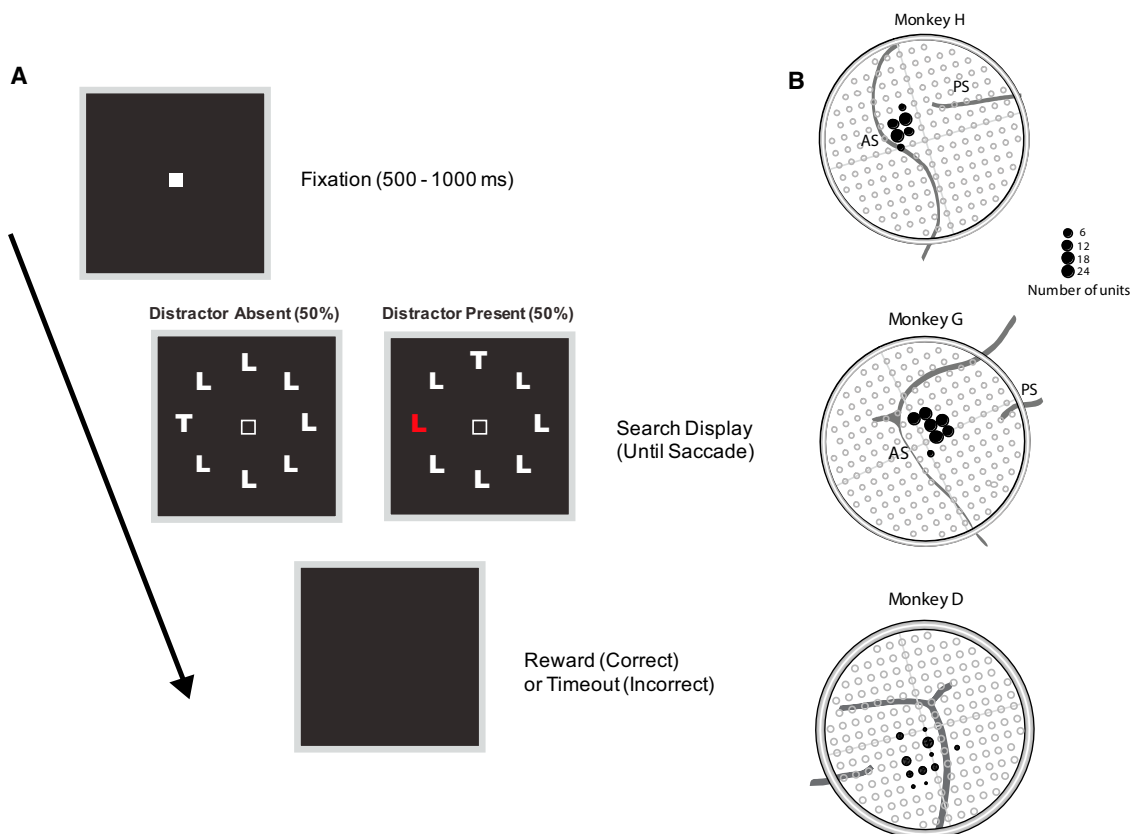 A
Fixation (500 - 1000 ms)
Distractor Absent (50%)
Distractor Present (50%)
L
L
L
T
L
L
L
L
T
L
L
L
L
L
L
L
Search Display
(Until Saccade)
Reward (Correct)
or Timeout (Incorrect)
B
Monkey H
PS
AS
6
12
18
24
Number of units
Monkey G
PS
AS
Monkey D